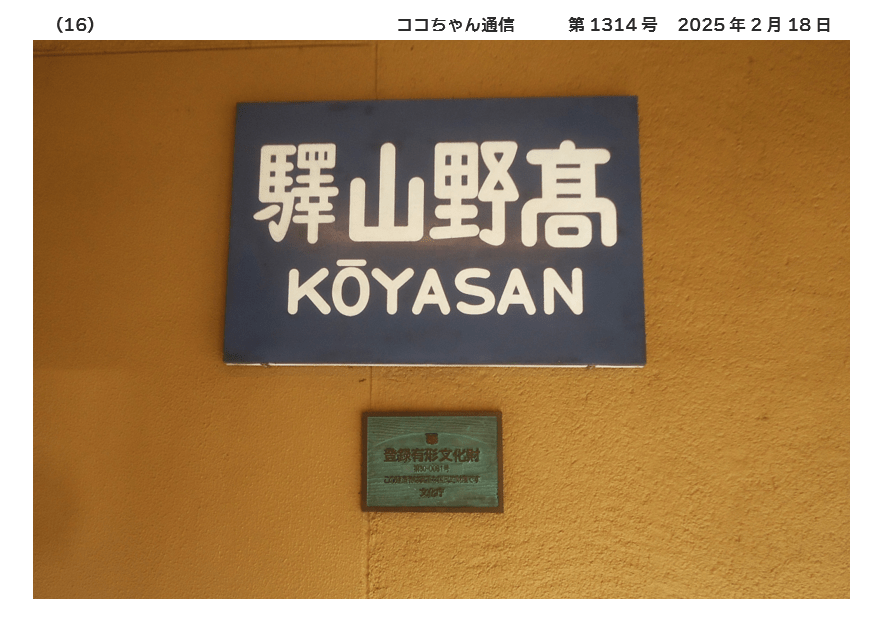 (16) ココちゃん通信 第1314号 2025年2月18日
驛山野髙
KŌYASAN
登録有形文化財
文化庁